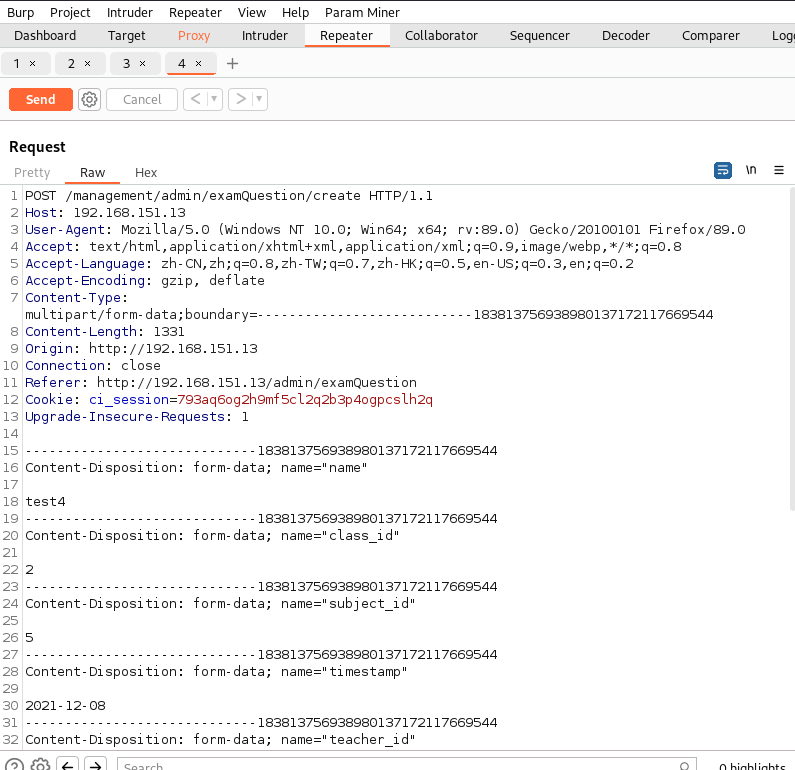 Burp Project Intruder Repeater View Help Param Miner
Dashboard Target Proxy Intruder Repeater Collaborator Sequencer Decoder Comparer
1 × 2 × 3 × 4 × +
Send Cancel < >
Request
Pretty Raw Hex \n
1 POST /management/admin/examQuestion/create HTTP/1.1
2 Host: 192.168.151.13
3 User-Agent: Mozilla/5.0 (Windows NT 10.0; Win64; x64; rv:89.0) Gecko/20100101 Firefox/89.0
4 Accept: text/html,application/xhtml+xml,application/xml;q=0.9,image/webp,*/*;q=0.8
5 Accept-Language: zh-CN,zh;q=0.8,zh-TW;q=0.7,zh-HK;q=0.5,en-US;q=0.3,en;q=0.2
6 Accept-Encoding: gzip, deflate
7 Content-Type:
multipart/form-data;boundary=---------------------------183813756938980137172117669544
8 Content-Length: 1331
9 Origin: http://192.168.151.13
10 Connection: close
11 Referer: http://192.168.151.13/admin/examQuestion
12 Cookie: ci_session=793aq6og2h9mf5cl2q2b3p4ogpcslh2q
13 Upgrade-Insecure-Requests: 1
14
15 -----------------------------183813756938980137172117669544
16 Content-Disposition: form-data; name="name"
17
18 test4
19 -----------------------------183813756938980137172117669544
20 Content-Disposition: form-data; name="class_id"
21
22 2
23 -----------------------------183813756938980137172117669544
24 Content-Disposition: form-data; name="subject_id"
25
26 5
27 -----------------------------183813756938980137172117669544
28 Content-Disposition: form-data; name="timestamp"
29
30 2021-12-08
31 -----------------------------183813756938980137172117669544
32 Content-Disposition: form-data; name="teacher_id"
Search 0 highlights